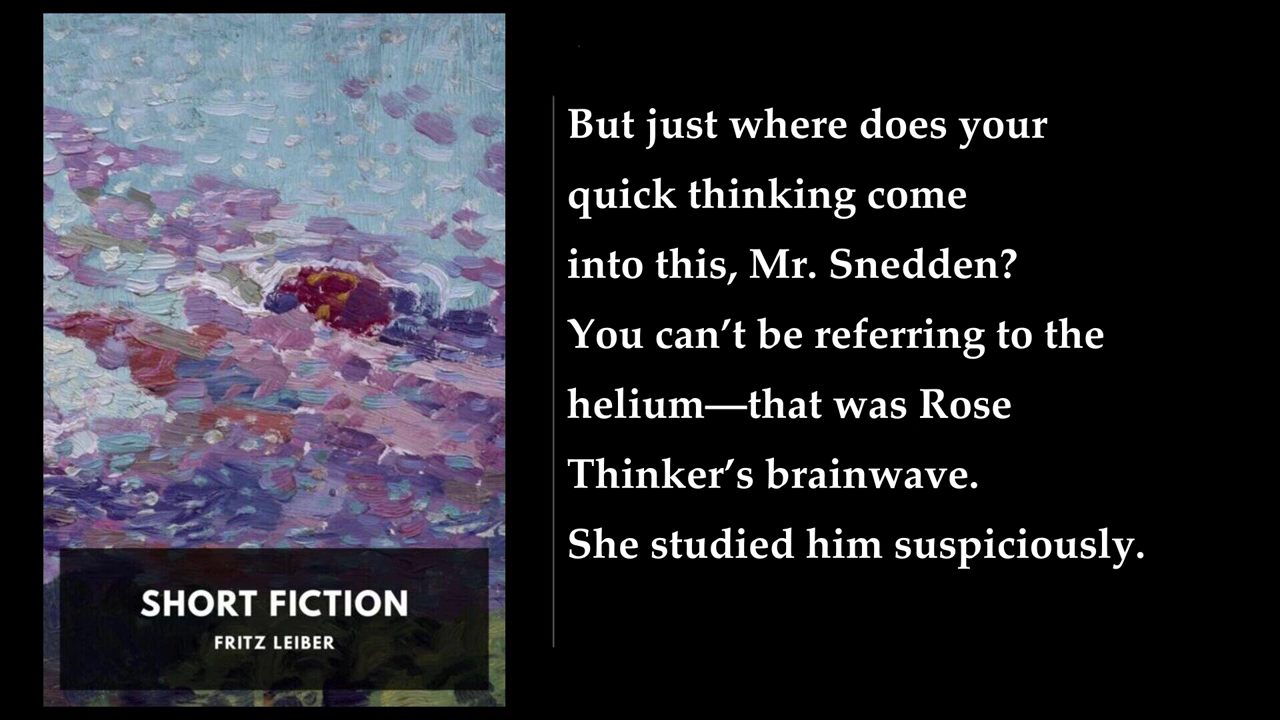 SHORT FICTION
FRITZ LEIBER
But just where does your
quick thinking come
into this, Mr. Snedden?
You can’t be referring to the
helium—that was Rose
Thinker’s brainwave.
She studied him suspiciously.